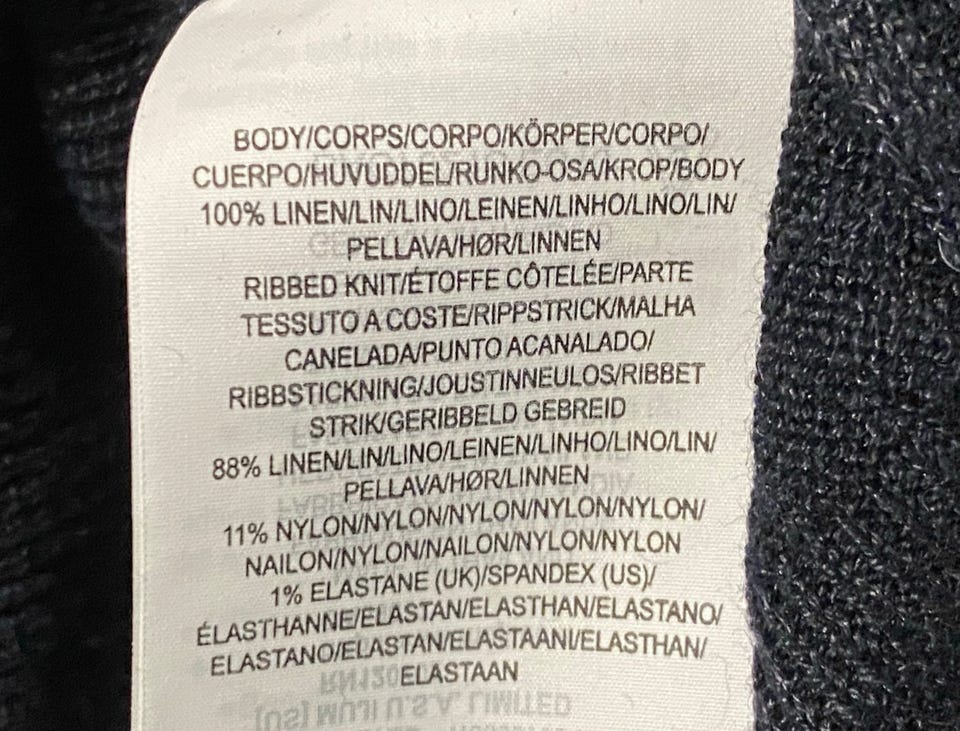 BODY/CORPS/CORPO/KÖRPER/CORPO/
CUERPO/HUVUDDEL/RUNKO-OSA/KROP/BODY
100% LINEN/LIN/LINO/LEINEN/LINHO/LINO/LIN/
PELLAVA/HØR/LINNEN
RIBBED KNIT/ÉTOFFE CÔTELÉE/PARTE
TESSUTO A COSTE/RIPPSTRICK/MALHA
CANELADA/PUNTO ACANALADO/
RIBBSTICKNING/JOUSTINNEULOS/RIBBET
STRIK/GERIBBELD GEBREID
88% LINEN/LIN/LINO/LEINEN/LINHO/LINO/LIN/
PELLAVA/HØR/LINNEN
11% NYLON/NYLON/NYLON/NYLON/NYLON/
NAILON/NYLON/NAILON/NYLON/NYLON
1% ELASTANE (UK)/SPANDEX (US)/
ÉLASTHANNE/ELASTAN/ELASTHAN/ELASTANO/
ELASTANO/ELASTAN/ELASTAANI/ELASTHAN/
ELASTAAN
[US] MUJI U.S.A. LIMITED